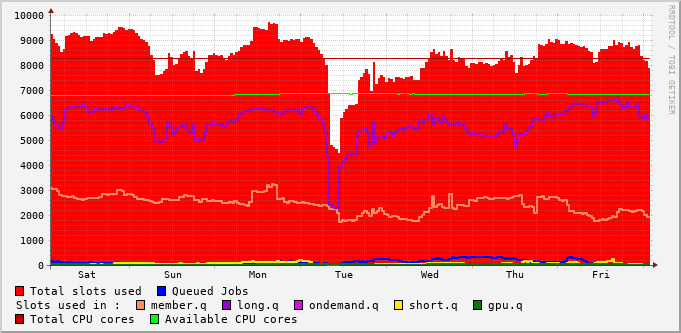 10000
9000
8000
7000
6000
5000
4000
3000
2000
1000
0
Sat Sun Mon Tue Wed Thu Fri
RRDTOOL / TOBI OETIKER
Total slots used Queued Jobs
Slots used in : member.q long.q ondemand.q short.q gpu.q
Total CPU cores Available CPU cores